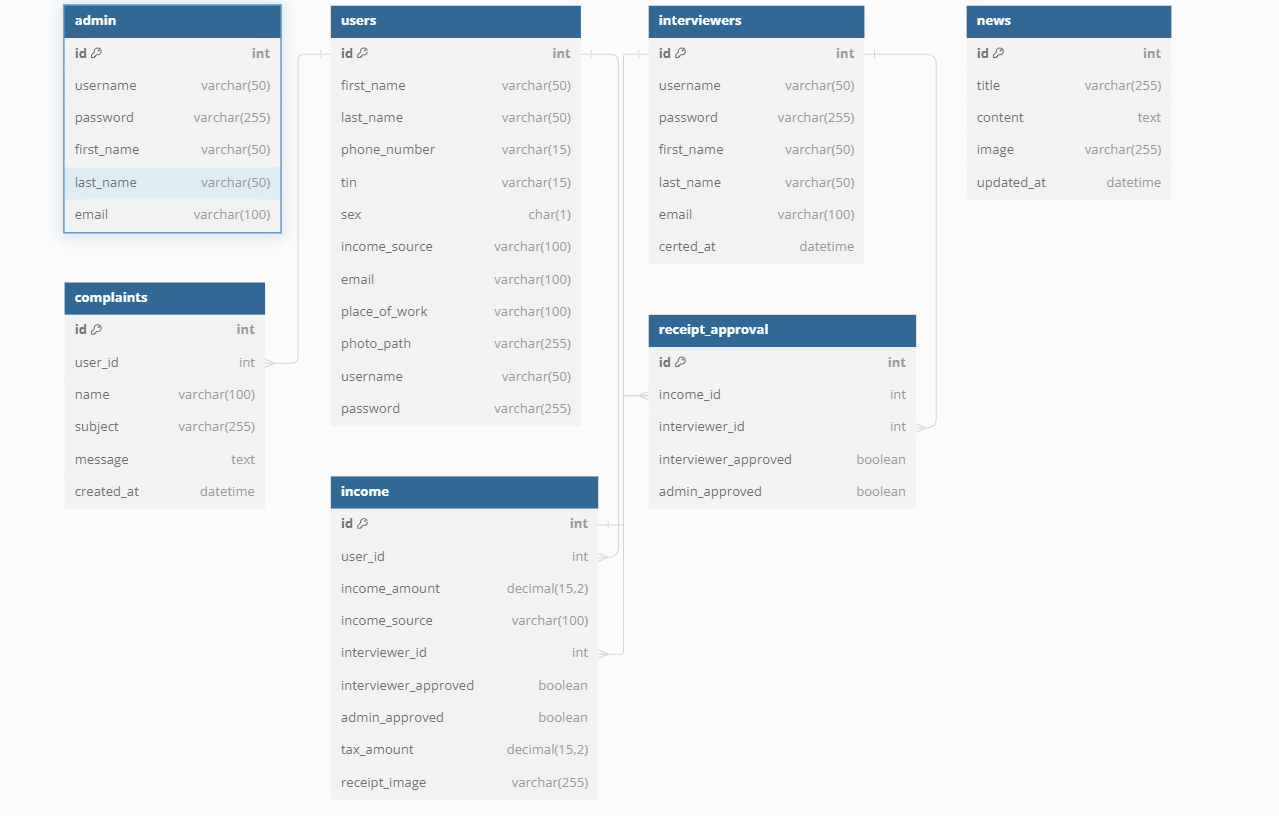 admin
id int
username varchar(50)
password varchar(255)
first_name varchar(50)
last_name varchar(50)
email varchar(100)
users
id int
first_name varchar(50)
last_name varchar(50)
phone_number varchar(15)
tin varchar(15)
sex char(1)
income_source varchar(100)
email varchar(100)
place_of_work varchar(100)
photo_path varchar(255)
username varchar(50)
password varchar(255)
interviewers
id int
username varchar(50)
password varchar(255)
first_name varchar(50)
last_name varchar(50)
email varchar(100)
certed_at datetime
news
id int
title varchar(255)
content text
image varchar(255)
updated_at datetime
complaints
id int
user_id int
name varchar(100)
subject varchar(255)
message text
created_at datetime
receipt_approval
id int
income_id int
interviewer_id int
interviewer_approved boolean
admin_approved boolean
income
id int
user_id int
income_amount decimal(15,2)
income_source varchar(100)
interviewer_id int
interviewer_approved boolean
admin_approved boolean
tax_amount decimal(15,2)
receipt_image varchar(255)